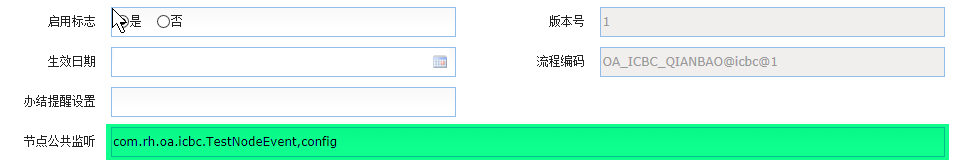 启用标志 是 否 版本号 1
生效日期 流程编码 OA_ICBC_QIANBAO@icbc@1
办结提醒设置
节点公共监听 com.rh.oa.icbc.TestNodeEvent,config